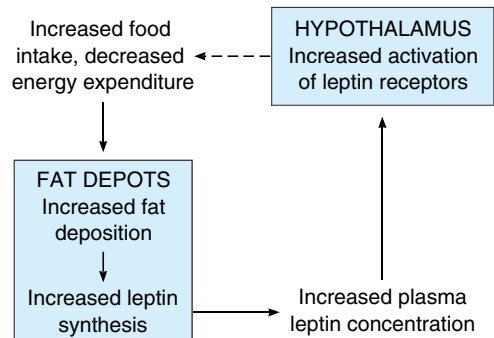 Increased food
intake, decreased
energy expenditure
HYPOTHALAMUS
Increased activation
of leptin receptors
FAT DEPOTS
Increased fat
deposition
Increased leptin
synthesis
Increased plasma
leptin concentration